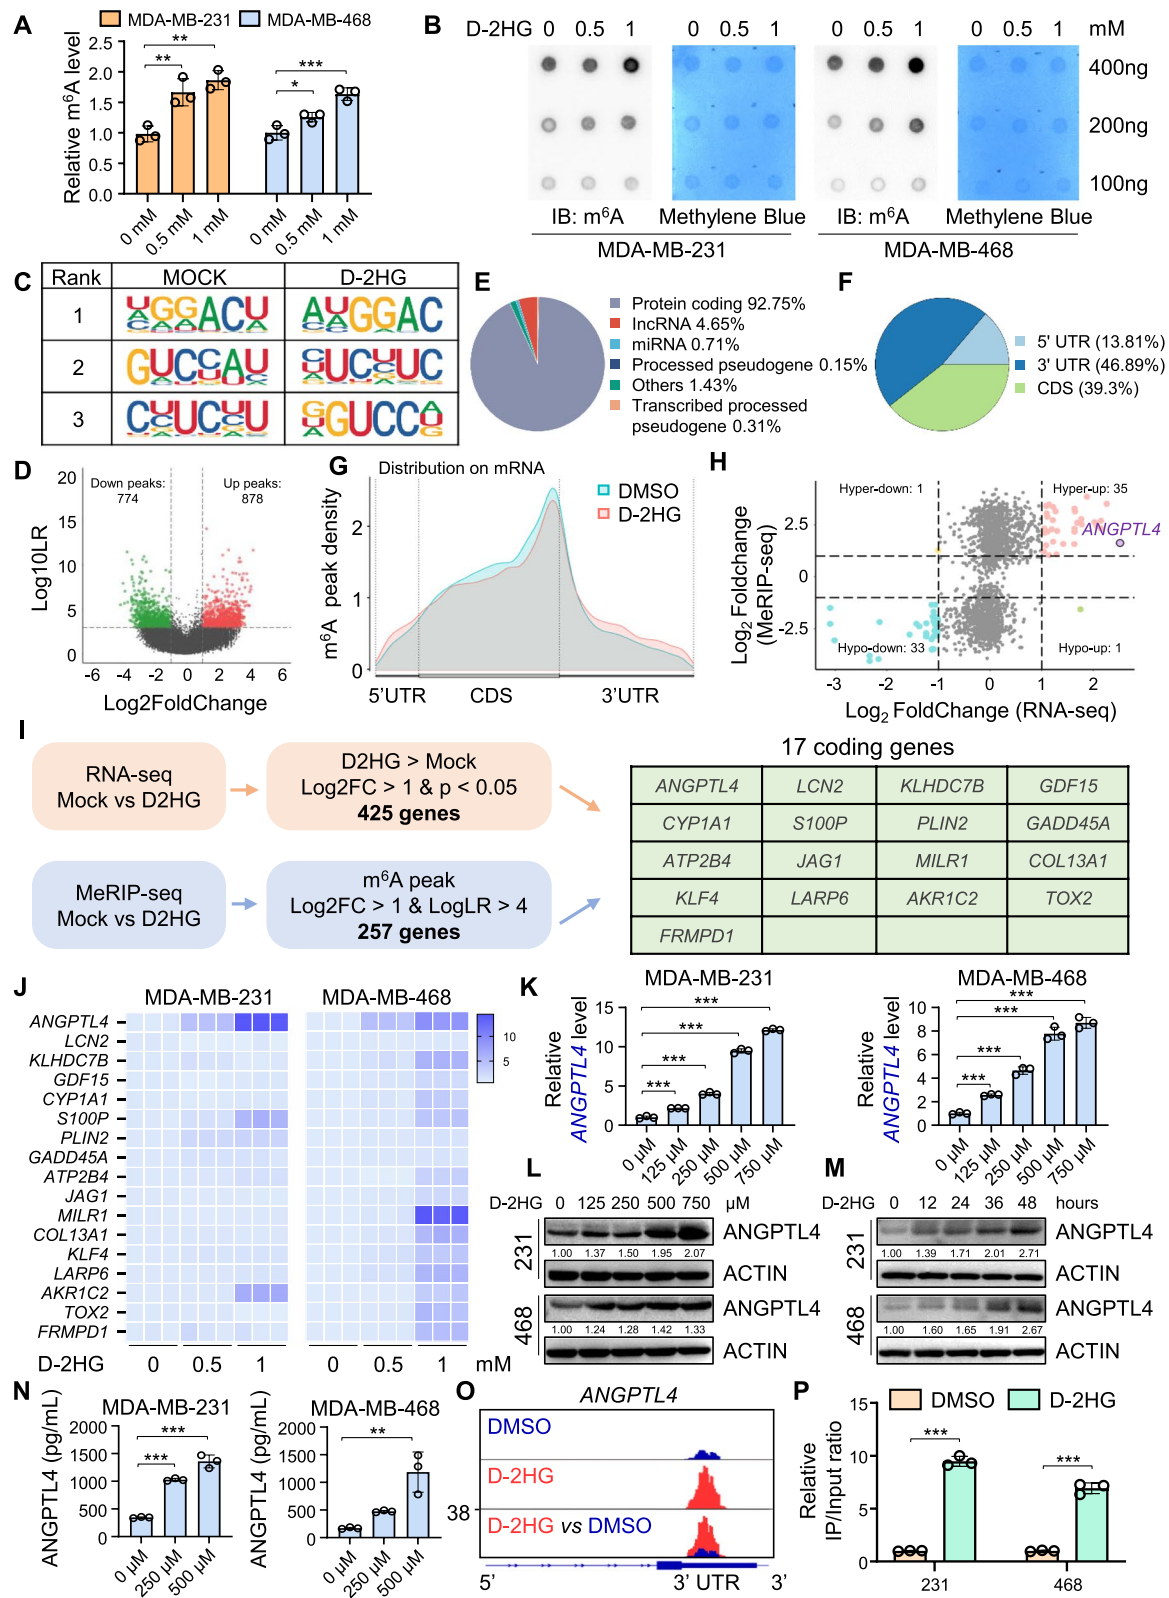 A
MDA-MB-231 MDA-MB-468
Relative m⁶A level
2.5
2.0
1.5
1.0
0.5
0.0
** **
* ***
0 mM 0.5 mM 1 mM 0 mM 0.5 mM 1 mM
B
D-2HG 0 0.5 1 0 0.5 1 0 0.5 1 0 0.5 1 mM
400ng
200ng
100ng
IB: m⁶A Methylene Blue IB: m⁶A Methylene Blue
MDA-MB-231 MDA-MB-468
C
Rank MOCK D-2HG
1
2
3
E
Protein coding 92.75%
lncRNA 4.65%
miRNA 0.71%
Processed pseudogene 0.15%
Others 1.43%
Transcribed processed
pseudogene 0.31%
F
5' UTR (13.81%)
3' UTR (46.89%)
CDS (39.3%)
D
Log10LR
20
15
10
5
0
Down peaks:
774
Up peaks:
878
-6 -4 -2 0 2 4 6
Log2FoldChange
G
Distribution on mRNA
DMSO
D-2HG
m⁶A peak density
2
1
0
5'UTR CDS 3'UTR
H
Hyper-down: 1 Hyper-up: 35
ANGPTL4
Log₂ Foldchange
(MeRIP-seq)
2.5
0
-2.5
Hypo-down: 33 Hypo-up: 1
-3 -2 -1 0 1 2
Log₂ FoldChange (RNA-seq)
I
RNA-seq
Mock vs D2HG
D2HG > Mock
Log2FC > 1 & p < 0.05
425 genes
MeRIP-seq
Mock vs D2HG
m⁶A peak
Log2FC > 1 & LogLR > 4
257 genes
17 coding genes
ANGPTL4 LCN2 KLHDC7B GDF15
CYP1A1 S100P PLIN2 GADD45A
ATP2B4 JAG1 MILR1 COL13A1
KLF4 LARP6 AKR1C2 TOX2
FRMPD1
J
MDA-MB-231 MDA-MB-468
ANGPTL4
LCN2
KLHDC7B
GDF15
CYP1A1
S100P
PLIN2
GADD45A
ATP2B4
JAG1
MILR1
COL13A1
KLF4
LARP6
AKR1C2
TOX2
FRMPD1
10
5
D-2HG 0 0.5 1 0 0.5 1 mM
K
MDA-MB-231
Relative
ANGPTL4 level
15
10
5
0
***
***
***
***
0 µM 125 µM 250 µM 500 µM 750 µM
MDA-MB-468
Relative
ANGPTL4 level
10
8
6
4
2
0
***
***
***
***
0 µM 125 µM 250 µM 500 µM 750 µM
L
D-2HG 0 125 250 500 750 µM
231
ANGPTL4
1.00 1.37 1.50 1.95 2.07
ACTIN
468
ANGPTL4
1.00 1.24 1.28 1.42 1.33
ACTIN
M
D-2HG 0 12 24 36 48 hours
231
ANGPTL4
1.00 1.39 1.71 2.01 2.71
ACTIN
468
ANGPTL4
1.00 1.60 1.65 1.91 2.67
ACTIN
N
MDA-MB-231
ANGPTL4 (pg/mL)
2000
1500
1000
500
0
***
***
0 µM 250 µM 500 µM
MDA-MB-468
ANGPTL4 (pg/mL)
2000
1500
1000
500
0
**
0 µM 250 µM 500 µM
O
ANGPTL4
DMSO
D-2HG
38
D-2HG vs DMSO
5' 3' UTR 3'
P
DMSO D-2HG
Relative
IP/Input ratio
15
10
5
0
***
***
231 468